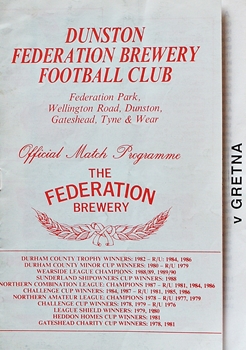 DUNSTON
FEDERATION BREWERY
FOOTBALL CLUB
Federation Park,
Wellington Road, Dunston,
Gateshead, Tyne & Wear
Official Match Programme
THE
FEDERATION
BREWERY
DURHAM COUNTY TROPHY WINNERS: 1982 – R/U: 1984, 1986
DURHAM COUNTY MINOR CUP WINNERS: 1980 – R/U 1979
WEARSIDE LEAGUE CHAMPIONS: 1988/89, 1989/90
SUNDERLAND SHIPOWNERS CUP WINNERS: 1988
NORTHERN COMBINATION LEAGUE: CHAMPIONS 1987 – R/U 1981, 1984, 1986
CHALLENGE CUP WINNERS: 1984, 1987 – R/U 1981, 1985, 1986
NORTHERN AMATEUR LEAGUE: CHAMPIONS 1978 – R/U 1977, 1979
CHALLENGE CUP WINNERS: 1978, 1979 – R/U 1976
LEAGUE SHIELD WINNERS: 1979, 1980
HEDDON HOMES CUP WINNERS: 1981
GATESHEAD CHARITY CUP WINNERS: 1978, 1981
v GRETNA